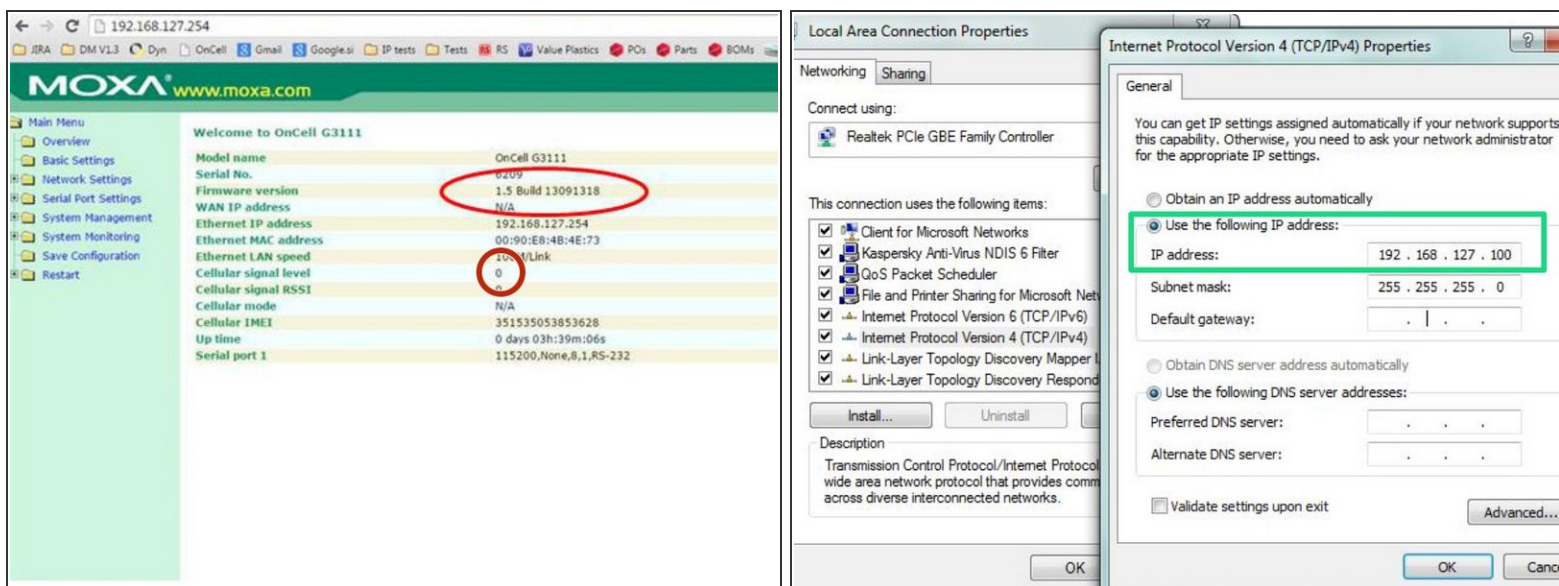 192.168.127.254
JIRA DM V1.3 Dyn OnCell Gmail Google.si IP tests Tests RS RS Value Plastics POs Parts BOMs
MOXA www.moxa.com
Main Menu
Overview
Basic Settings
Network Settings
Serial Port Settings
System Management
System Monitoring
Save Configuration
Restart
Welcome to OnCell G3111
Model name OnCell G3111
Serial No. 6209
Firmware version 1.5 Build 13091318
WAN IP address N/A
Ethernet IP address 192.168.127.254
Ethernet MAC address 00:90:E8:4B:4E:73
Ethernet LAN speed 100M/Link
Cellular signal level 0
Cellular signal RSSI 0
Cellular mode N/A
Cellular IMEI 351535053853628
Up time 0 days 03h:39m:06s
Serial port 1 115200,None,8,1,RS-232
Local Area Connection Properties
Networking Sharing
Connect using:
Realtek PCIe GBE Family Controller
This connection uses the following items:
Client for Microsoft Networks
Kaspersky Anti-Virus NDIS 6 Filter
QoS Packet Scheduler
File and Printer Sharing for Microsoft Netw
Internet Protocol Version 6 (TCP/IPv6)
Internet Protocol Version 4 (TCP/IPv4)
Link-Layer Topology Discovery Mapper I
Link-Layer Topology Discovery Respond
Install... Uninstall
Description
Transmission Control Protocol/Internet Protocol
wide area network protocol that provides comm
across diverse interconnected networks.
OK
Internet Protocol Version 4 (TCP/IPv4) Properties
General
You can get IP settings assigned automatically if your network supports
this capability. Otherwise, you need to ask your network administrator
for the appropriate IP settings.
Obtain an IP address automatically
Use the following IP address:
IP address: 192 . 168 . 127 . 100
Subnet mask: 255 . 255 . 255 . 0
Default gateway: . . .
Obtain DNS server address automatically
Use the following DNS server addresses:
Preferred DNS server: . . .
Alternate DNS server: . . .
Validate settings upon exit Advanced...
OK Canc